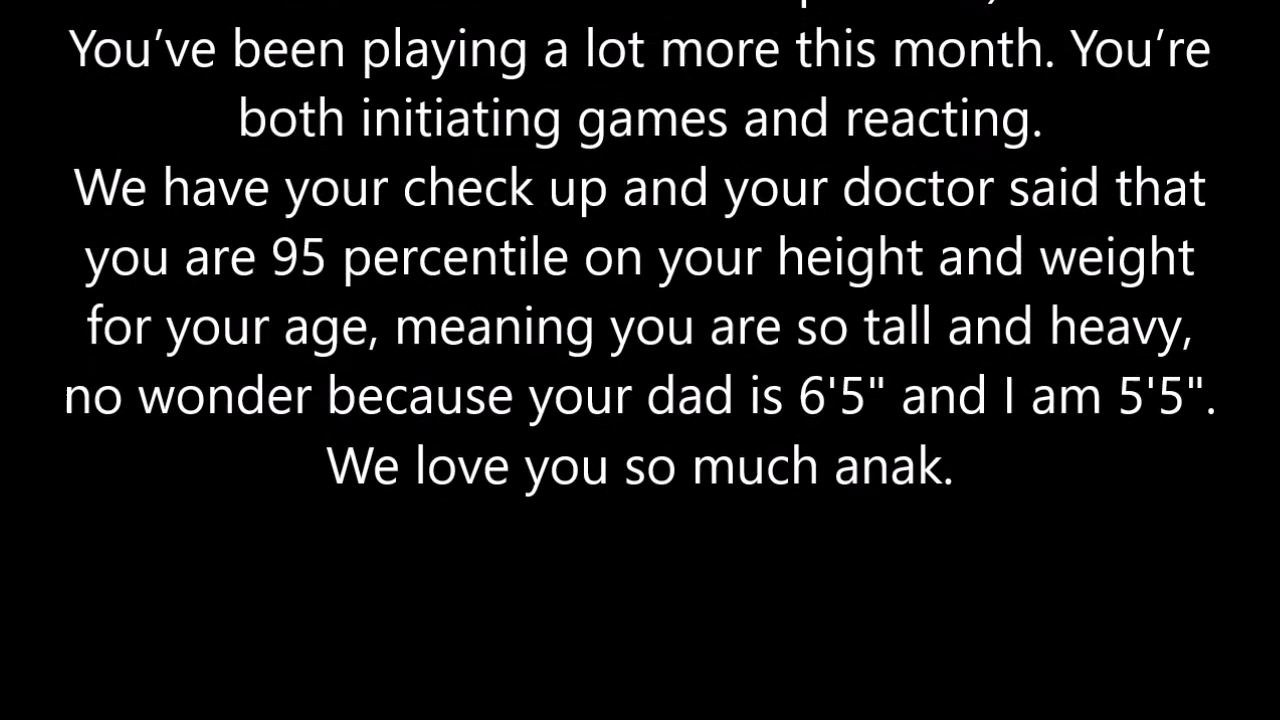 You’ve been playing a lot more this month. You’re
both initiating games and reacting.
We have your check up and your doctor said that
you are 95 percentile on your height and weight
for your age, meaning you are so tall and heavy,
no wonder because your dad is 6'5" and I am 5'5".
We love you so much anak.